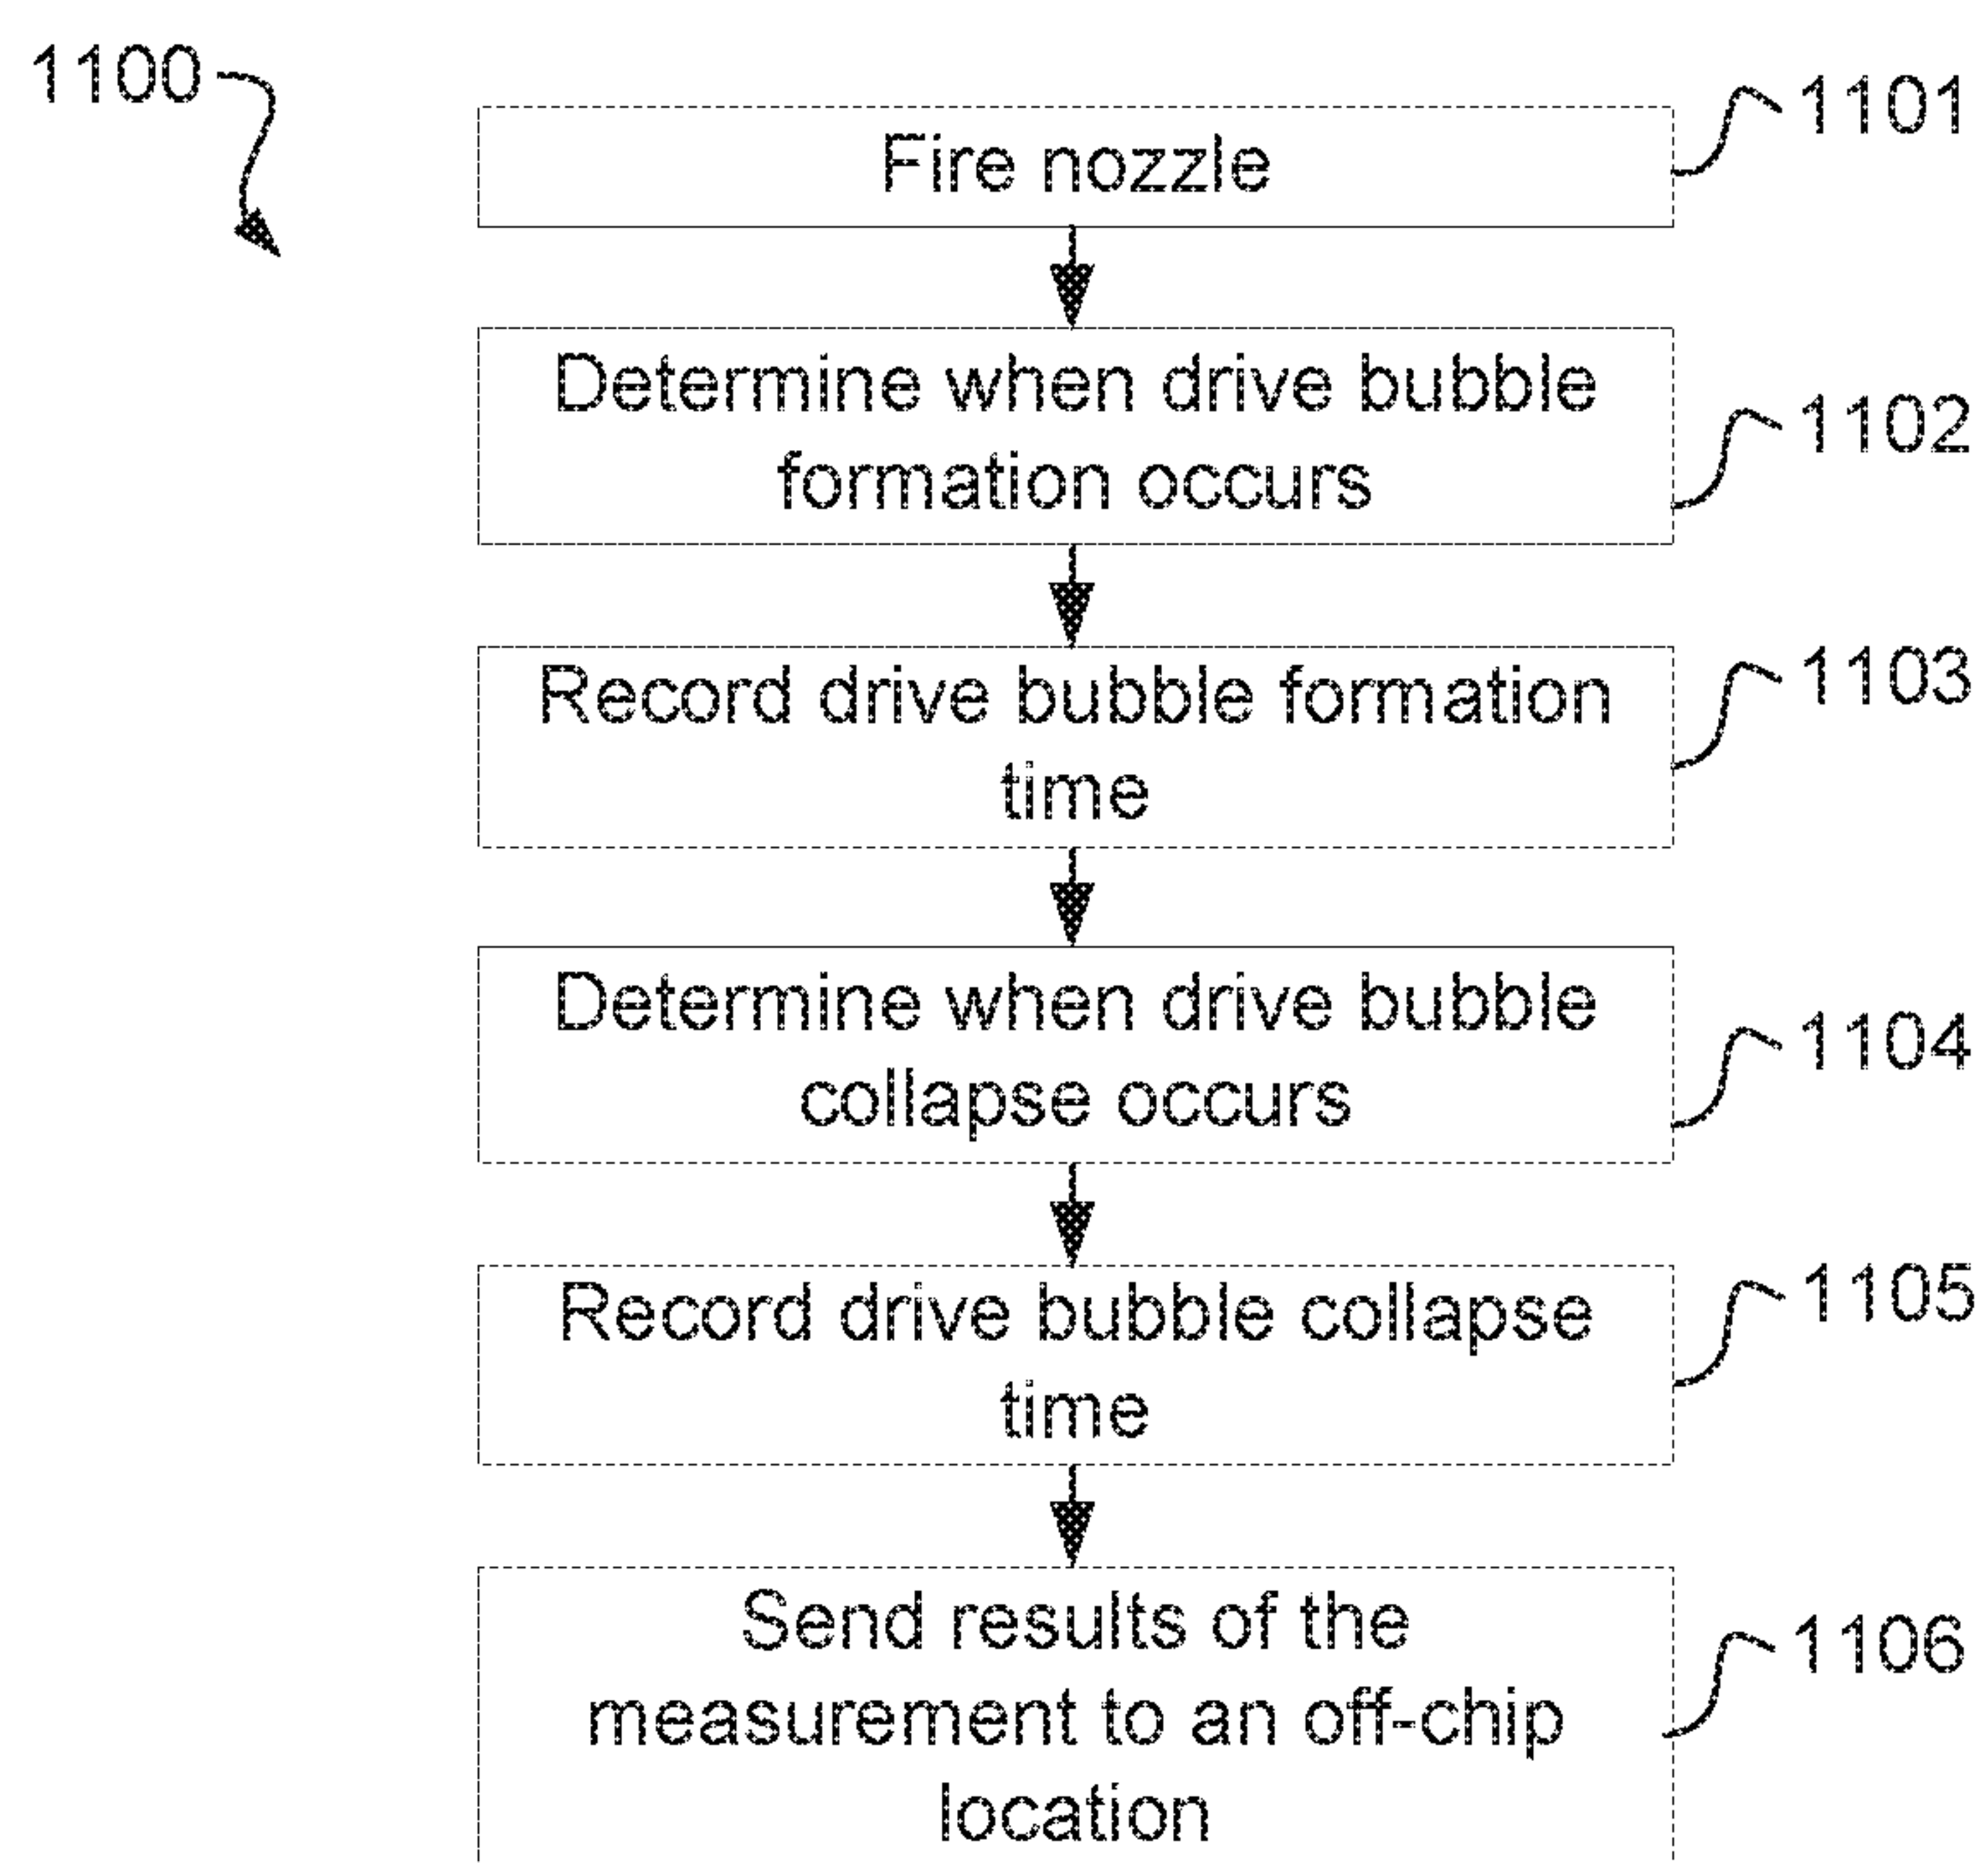 1100
Fire nozzle
1101
Determine when drive bubble
formation occurs
1102
Record drive bubble formation
time
1103
Determine when drive bubble
collapse occurs
1104
Record drive bubble collapse
time
1105
Send results of the
measurement to an off-chip
location
1106